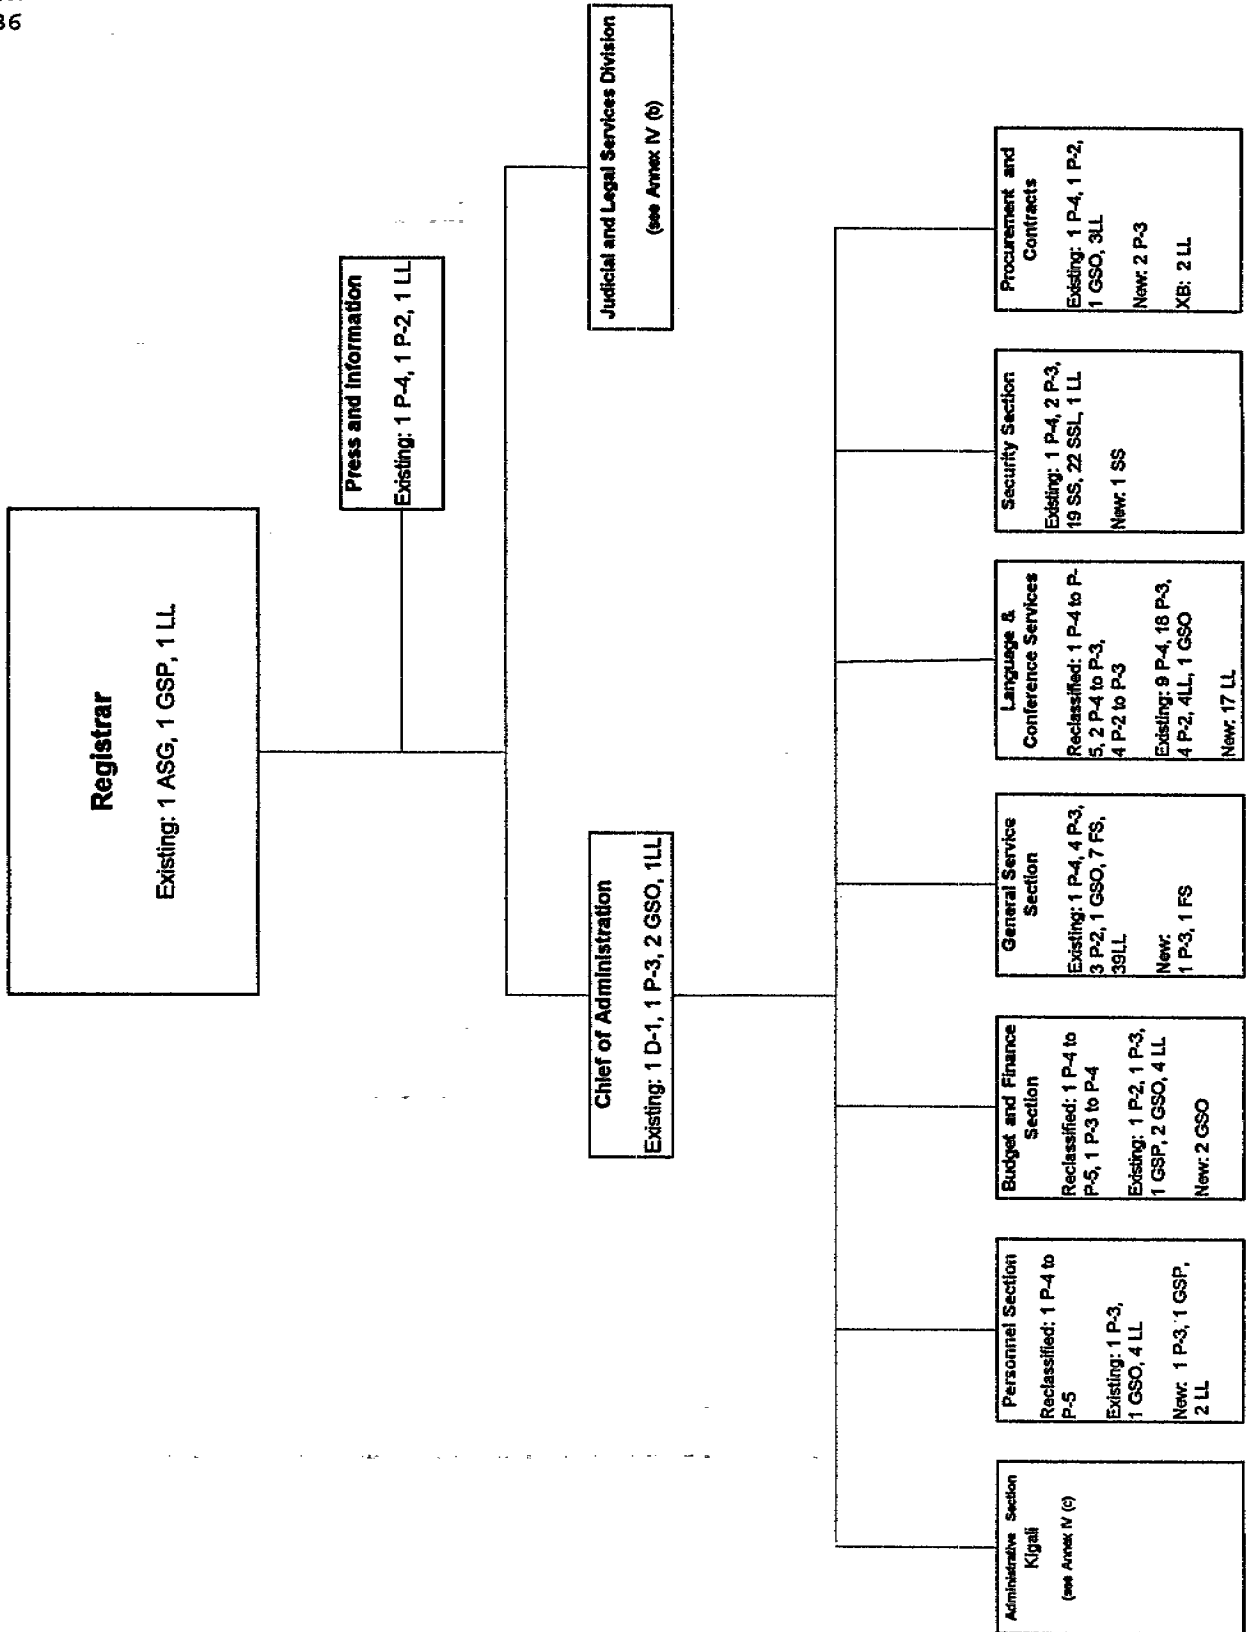 36
Registrar
Existing: 1 ASG, 1 GSP, 1 LL
Press and Information
Existing: 1 P-4, 1 P-2, 1 LL
Chief of Administration
Existing: 1 D-1, 1 P-3, 2 GSO, 1LL
Judicial and Legal Services Division
(see Annex IV (b)
Administrative Section
Kigali
(see Annex IV (c)
Personnel Section
Reclassified: 1 P-4 to
P-5
Existing: 1 P-3,
1 GSO, 4 LL
New: 1 P-3, 1 GSP,
2 LL
Budget and Finance
Section
Reclassified: 1 P-4 to
P-5, 1 P-3 to P-4
Existing: 1 P-2, 1 P-3,
1 GSP, 2 GSO, 4 LL
New: 2 GSO
General Service
Section
Existing: 1 P-4, 4 P-3,
3 P-2, 1 GSO, 7 FS,
39LL
New:
1 P-3, 1 FS
Language &
Conference Services
Reclassified: 1 P-4 to P-
5, 2 P-4 to P-3,
4 P-2 to P-3
Existing: 9 P-4, 18 P-3,
4 P-2, 4LL, 1 GSO
New: 17 LL
Security Section
Existing: 1 P-4, 2 P-3,
19 SS, 22 SSL, 1 LL
New: 1 SS
Procurement and
Contracts
Existing: 1 P-4, 1 P-2,
1 GSO, 3LL
New: 2 P-3
XB: 2 LL